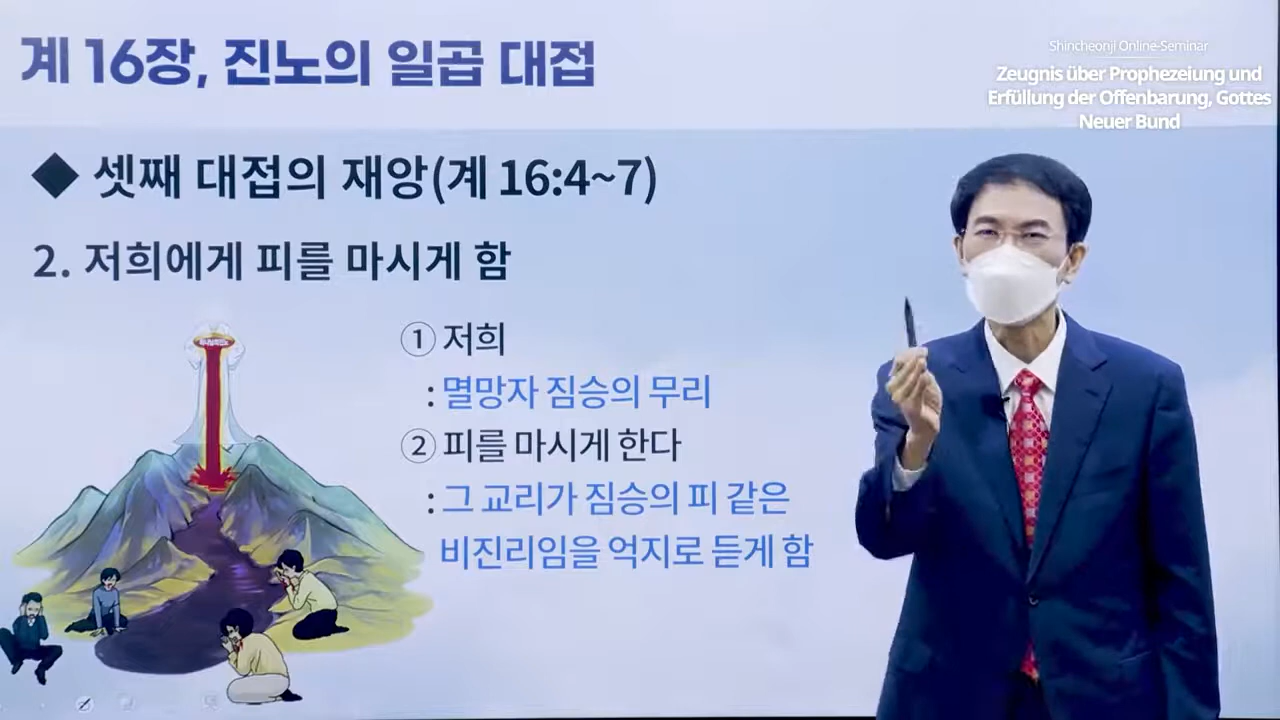 계 16장, 진노의 일곱 대접
Shincheonji Online-Seminar
Zeugnis über Prophezeiung und
Erfüllung der Offenbarung, Gottes
Neuer Bund
◆ 셋째 대접의 재앙(계 16:4~7)
2. 저희에게 피를 마시게 함
① 저희
: 멸망자 짐승의 무리
② 피를 마시게 한다
: 그 교리가 짐승의 피 같은
비진리임을 억지로 듣게 함